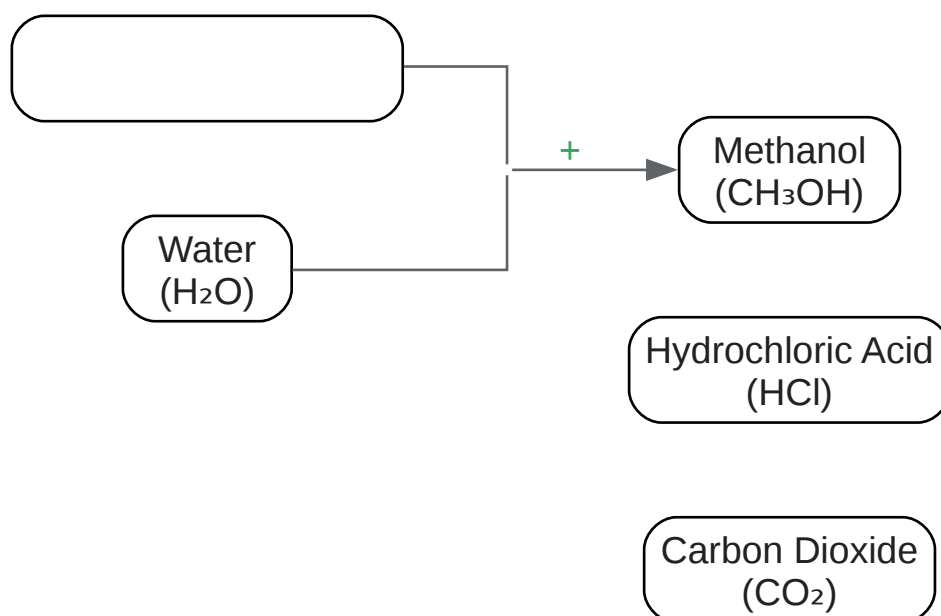 +
Methanol
(CH₃OH)
Water
(H₂O)
Hydrochloric Acid
(HCl)
Carbon Dioxide
(CO₂)